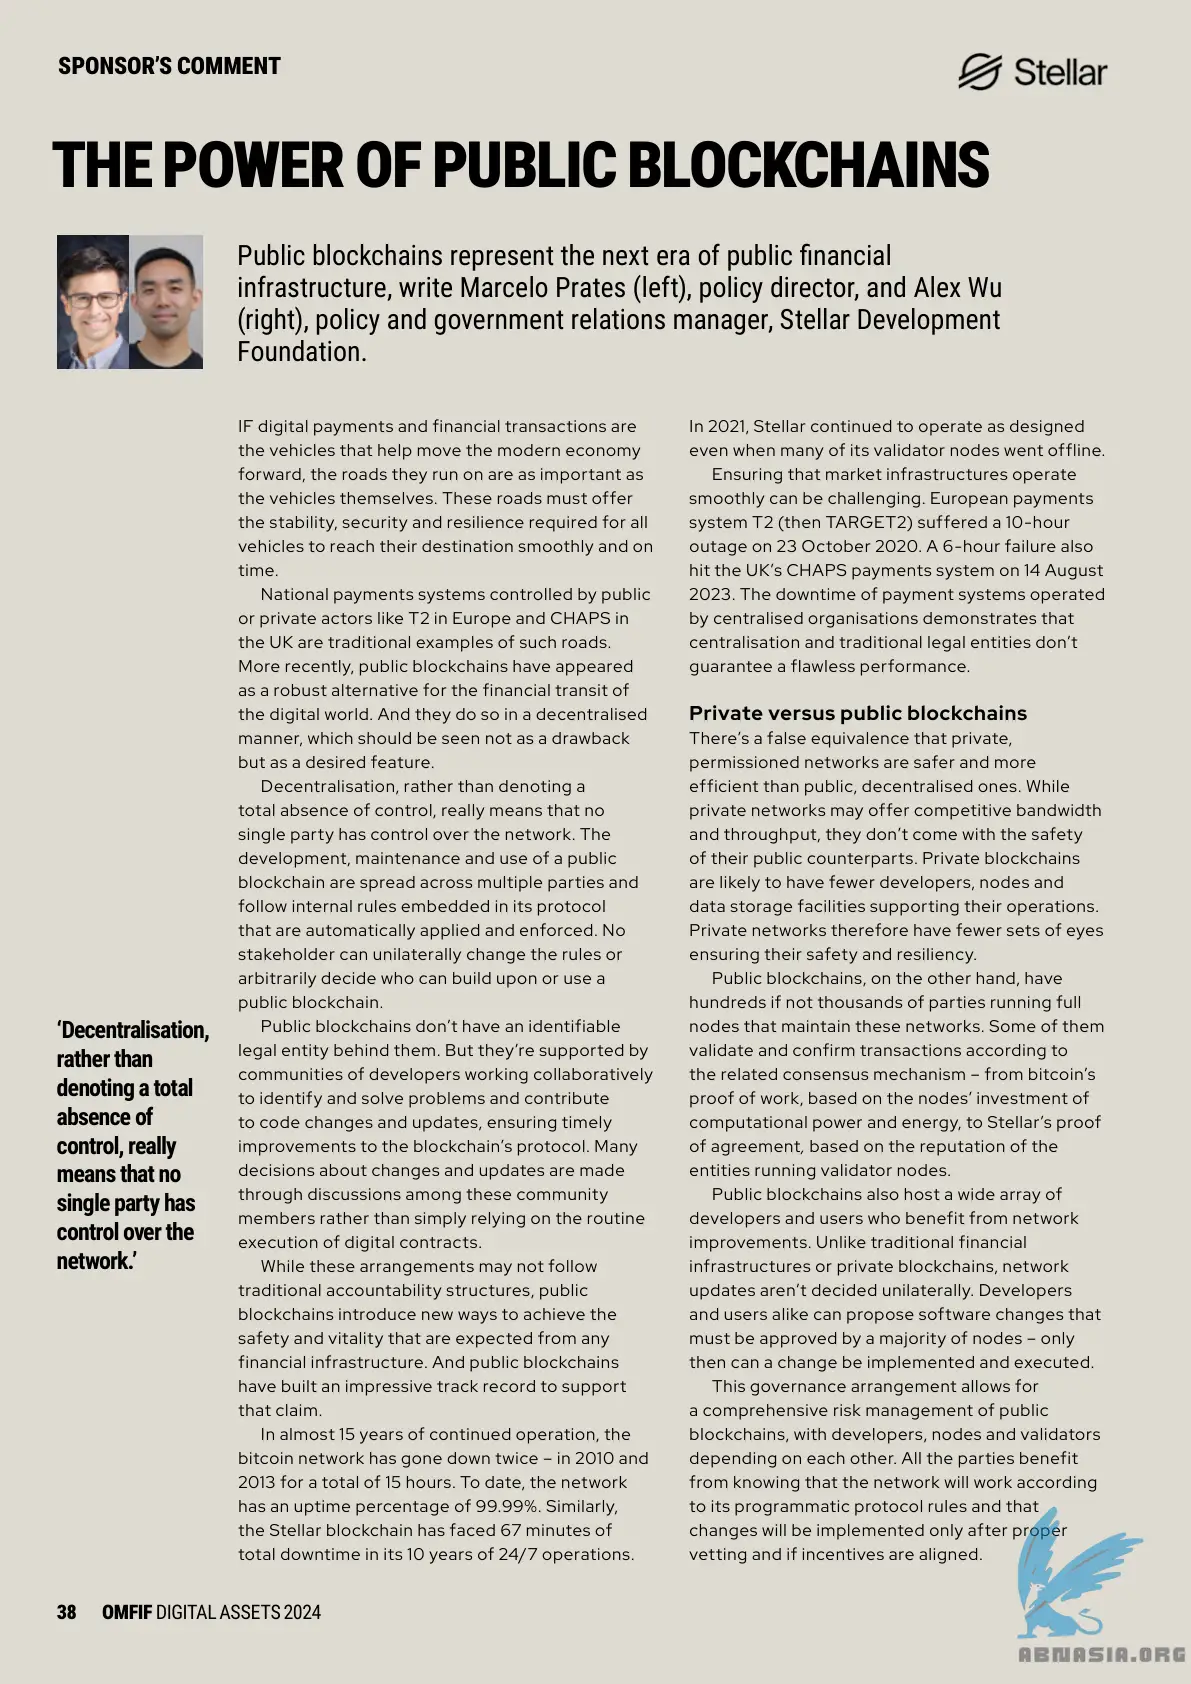 SPONSOR'S COMMENT
Stellar
THE POWER OF PUBLIC BLOCKCHAINS
Public blockchains represent the next era of public financial
infrastructure, write Marcelo Prates (left), policy director, and Alex Wu
(right), policy and government relations manager, Stellar Development
Foundation.
IF digital payments and financial transactions are
the vehicles that help move the modern economy
forward, the roads they run on are as important as
the vehicles themselves. These roads must offer
the stability, security and resilience required for all
vehicles to reach their destination smoothly and on
time.
National payments systems controlled by public
or private actors like T2 in Europe and CHAPS in
the UK are traditional examples of such roads.
More recently, public blockchains have appeared
as a robust alternative for the financial transit of
the digital world. And they do so in a decentralised
manner, which should be seen not as a drawback
but as a desired feature.
Decentralisation, rather than denoting a
total absence of control, really means that no
single party has control over the network. The
development, maintenance and use of a public
blockchain are spread across multiple parties and
follow internal rules embedded in its protocol
that are automatically applied and enforced. No
stakeholder can unilaterally change the rules or
arbitrarily decide who can build upon or use a
public blockchain.
Public blockchains don't have an identifiable
legal entity behind them. But they're supported by
communities of developers working collaboratively
to identify and solve problems and contribute
to code changes and updates, ensuring timely
improvements to the blockchain's protocol. Many
decisions about changes and updates are made
through discussions among these community
members rather than simply relying on the routine
execution of digital contracts.
While these arrangements may not follow
traditional accountability structures, public
blockchains introduce new ways to achieve the
safety and vitality that are expected from any
financial infrastructure. And public blockchains
have built an impressive track record to support
that claim.
In almost 15 years of continued operation, the
bitcoin network has gone down twice – in 2010 and
2013 for a total of 15 hours. To date, the network
has an uptime percentage of 99.99%. Similarly,
the Stellar blockchain has faced 67 minutes of
total downtime in its 10 years of 24/7 operations.
'Decentralisation,
rather than
denoting a total
absence of
control, really
means that no
single party has
control over the
network.'
In 2021, Stellar continued to operate as designed
even when many of its validator nodes went offline.
Ensuring that market infrastructures operate
smoothly can be challenging. European payments
system T2 (then TARGET2) suffered a 10-hour
outage on 23 October 2020. A 6-hour failure also
hit the UK's CHAPS payments system on 14 August
2023. The downtime of payment systems operated
by centralised organisations demonstrates that
centralisation and traditional legal entities don't
guarantee a flawless performance.
Private versus public blockchains
There's a false equivalence that private,
permissioned networks are safer and more
efficient than public, decentralised ones. While
private networks may offer competitive bandwidth
and throughput, they don't come with the safety
of their public counterparts. Private blockchains
are likely to have fewer developers, nodes and
data storage facilities supporting their operations.
Private networks therefore have fewer sets of eyes
ensuring their safety and resiliency.
Public blockchains, on the other hand, have
hundreds if not thousands of parties running full
nodes that maintain these networks. Some of them
validate and confirm transactions according to
the related consensus mechanism – from bitcoin's
proof of work, based on the nodes' investment of
computational power and energy, to Stellar's proof
of agreement, based on the reputation of the
entities running validator nodes.
Public blockchains also host a wide array of
developers and users who benefit from network
improvements. Unlike traditional financial
infrastructures or private blockchains, network
updates aren't decided unilaterally. Developers
and users alike can propose software changes that
must be approved by a majority of nodes – only
then can a change be implemented and executed.
This governance arrangement allows for
a comprehensive risk management of public
blockchains, with developers, nodes and validators
depending on each other. All the parties benefit
from knowing that the network will work according
to its programmatic protocol rules and that
changes will be implemented only after proper
vetting and if incentives are aligned.
38 OMFIF DIGITAL ASSETS 2024
ABNASIA.ORG